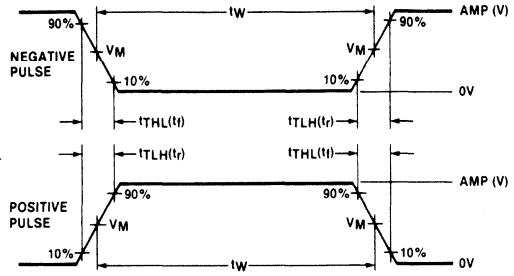 tW
AMP (V)
90%
90%
NEGATIVE
PULSE
VM
VM
10%
10%
0V
tTHL(tf)
tTLH(tr)
tTLH(tr)
tTHL(tf)
90%
90%
AMP (V)
POSITIVE
PULSE
VM
VM
10%
10%
tW
0V